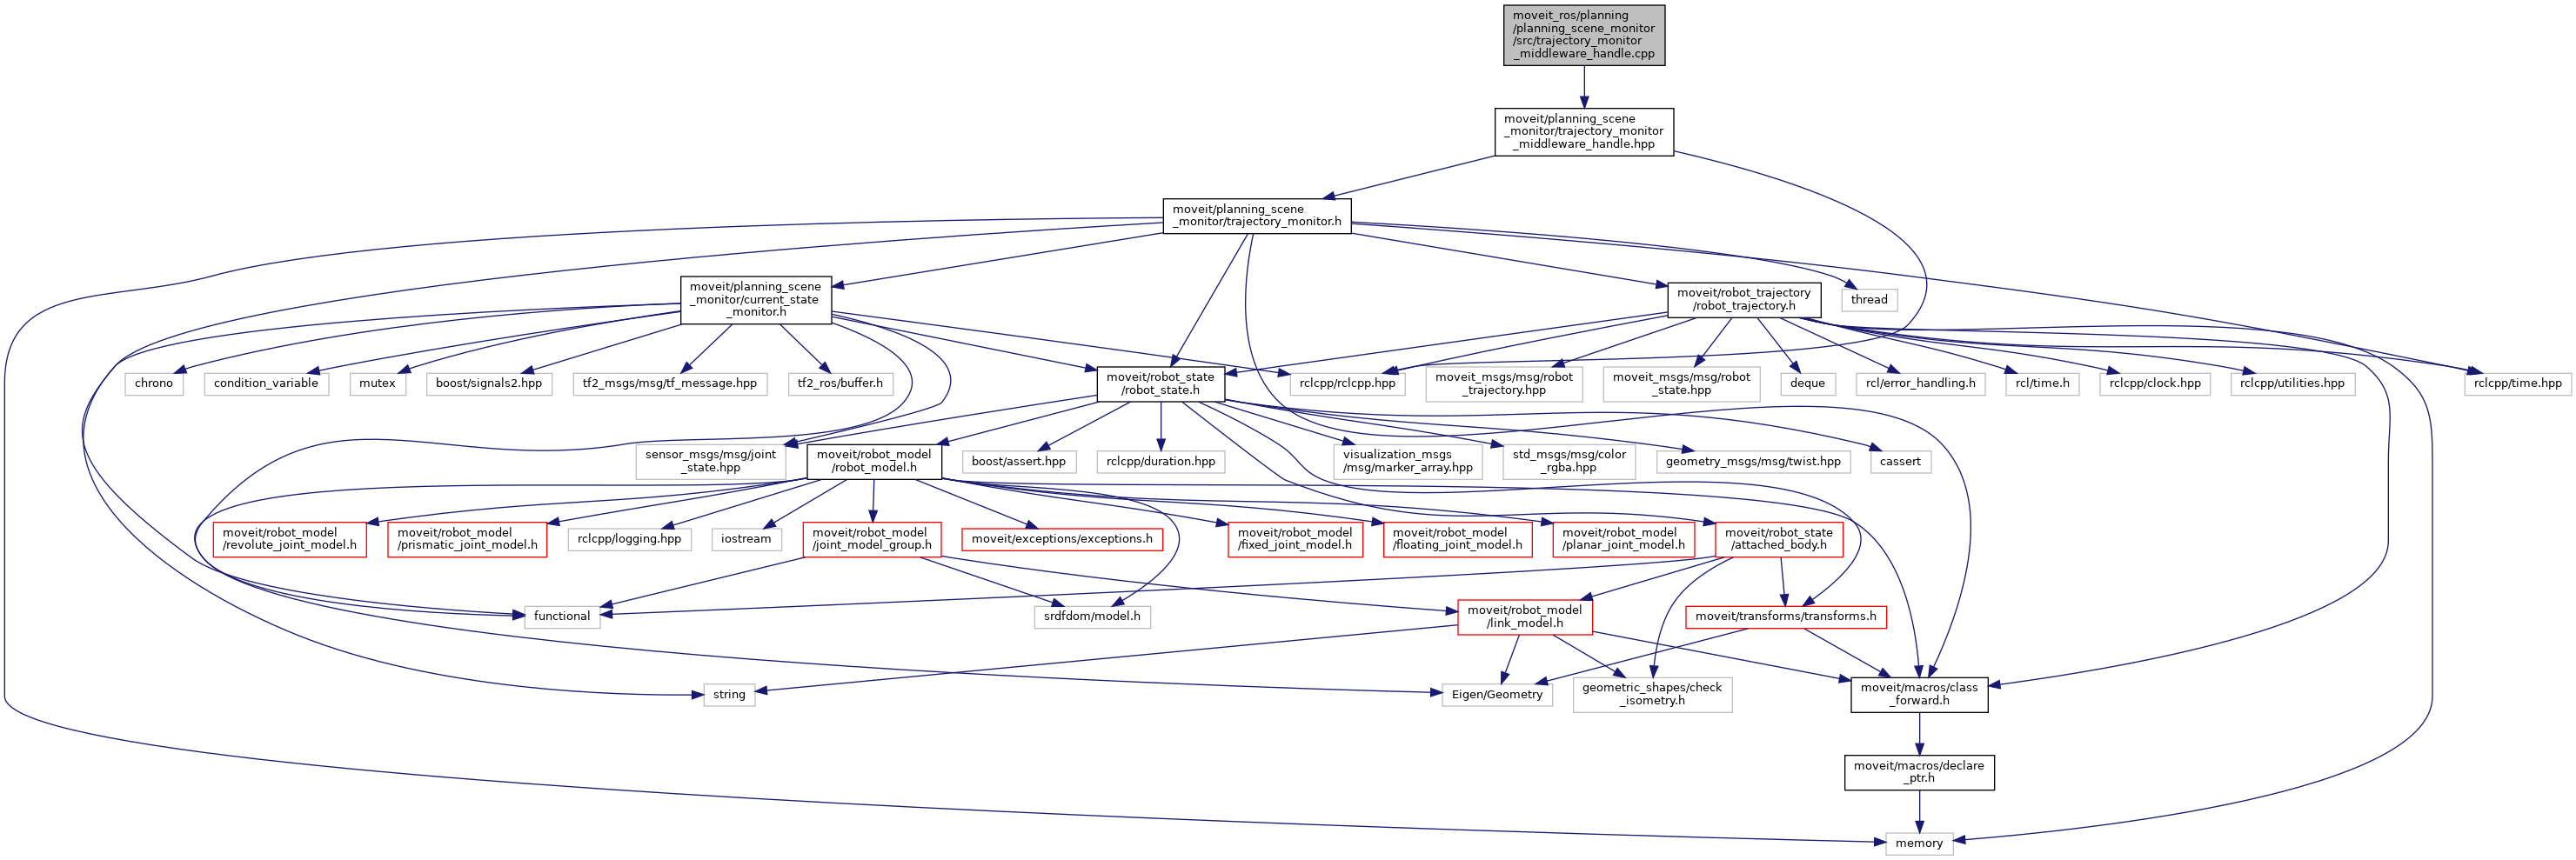 moveit_ros/planning
/planning_scene_monitor
/src/trajectory_monitor
_middleware_handle.cpp
moveit/planning_scene
_monitor/trajectory_monitor
_middleware_handle.hpp
moveit/planning_scene
_monitor/trajectory_monitor.h
moveit/planning_scene
_monitor/current_state
_monitor.h
moveit/robot_trajectory
/robot_trajectory.h
thread
chrono
condition_variable
mutex
boost/signals2.hpp
tf2_msgs/msg/tf_message.hpp
tf2_ros/buffer.h
moveit/robot_state
/robot_state.h
rclcpp/rclcpp.hpp
moveit_msgs/msg/robot
_trajectory.hpp
moveit_msgs/msg/robot
_state.hpp
deque
rcl/error_handling.h
rcl/time.h
rclcpp/clock.hpp
rclcpp/utilities.hpp
rclcpp/time.hpp
sensor_msgs/msg/joint
_state.hpp
moveit/robot_model
/robot_model.h
boost/assert.hpp
rclcpp/duration.hpp
visualization_msgs
/msg/marker_array.hpp
std_msgs/msg/color
_rgba.hpp
geometry_msgs/msg/twist.hpp
cassert
moveit/robot_model
/revolute_joint_model.h
moveit/robot_model
/prismatic_joint_model.h
rclcpp/logging.hpp
iostream
moveit/robot_model
/joint_model_group.h
moveit/exceptions/exceptions.h
moveit/robot_model
/fixed_joint_model.h
moveit/robot_model
/floating_joint_model.h
moveit/robot_model
/planar_joint_model.h
moveit/robot_state
/attached_body.h
functional
srdfdom/model.h
moveit/robot_model
/link_model.h
moveit/transforms/transforms.h
string
Eigen/Geometry
geometric_shapes/check
_isometry.h
moveit/macros/class
_forward.h
moveit/macros/declare
_ptr.h
memory